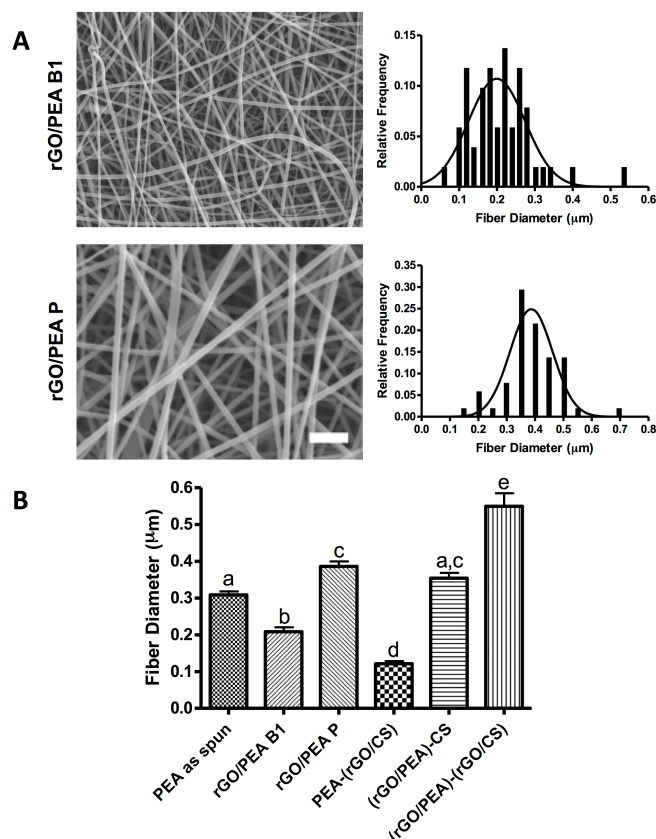 A
rGO/PEA B1
Relative Frequency
0.15
0.10
0.05
0.00
0.0 0.1 0.2 0.3 0.4 0.5 0.6
Fiber Diameter (μm)
rGO/PEA P
Relative Frequency
0.35
0.30
0.25
0.20
0.15
0.10
0.05
0.00
0.0 0.1 0.2 0.3 0.4 0.5 0.6 0.7 0.8
Fiber Diameter (μm)
B
Fiber Diameter (μm)
0.6
0.5
0.4
0.3
0.2
0.1
0.0
a
b
c
d
a,c
e
PEA as spun
rGO/PEA B1
rGO/PEA P
PEA-(rGO/CS)
(rGO/PEA)-CS
(rGO/PEA)-(rGO/CS)